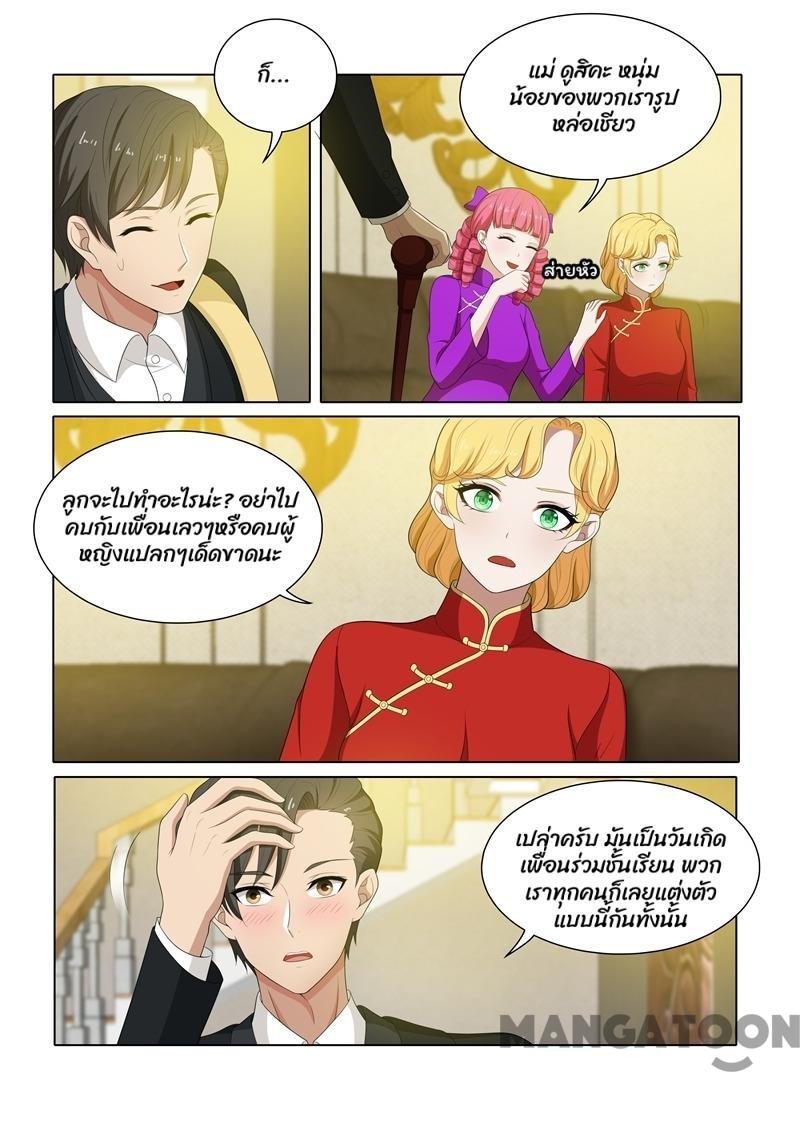 ก็...
แม่ ดูสิคะ หนุ่ม
น้อยของพวกเรารูป
หล่อเชียว
ส่ายหัว
ลูกจะไปทำอะไรน่ะ? อย่าไป
คบกับเพื่อนเลวๆหรือคบผู้
หญิงแปลกๆเด็ดขาดนะ
เปล่าครับ มันเป็นวันเกิด
เพื่อนร่วมชั้นเรียน พวก
เราทุกคนก็เลยแต่งตัว
แบบนี้กันทั้งนั้น
MANGATOON